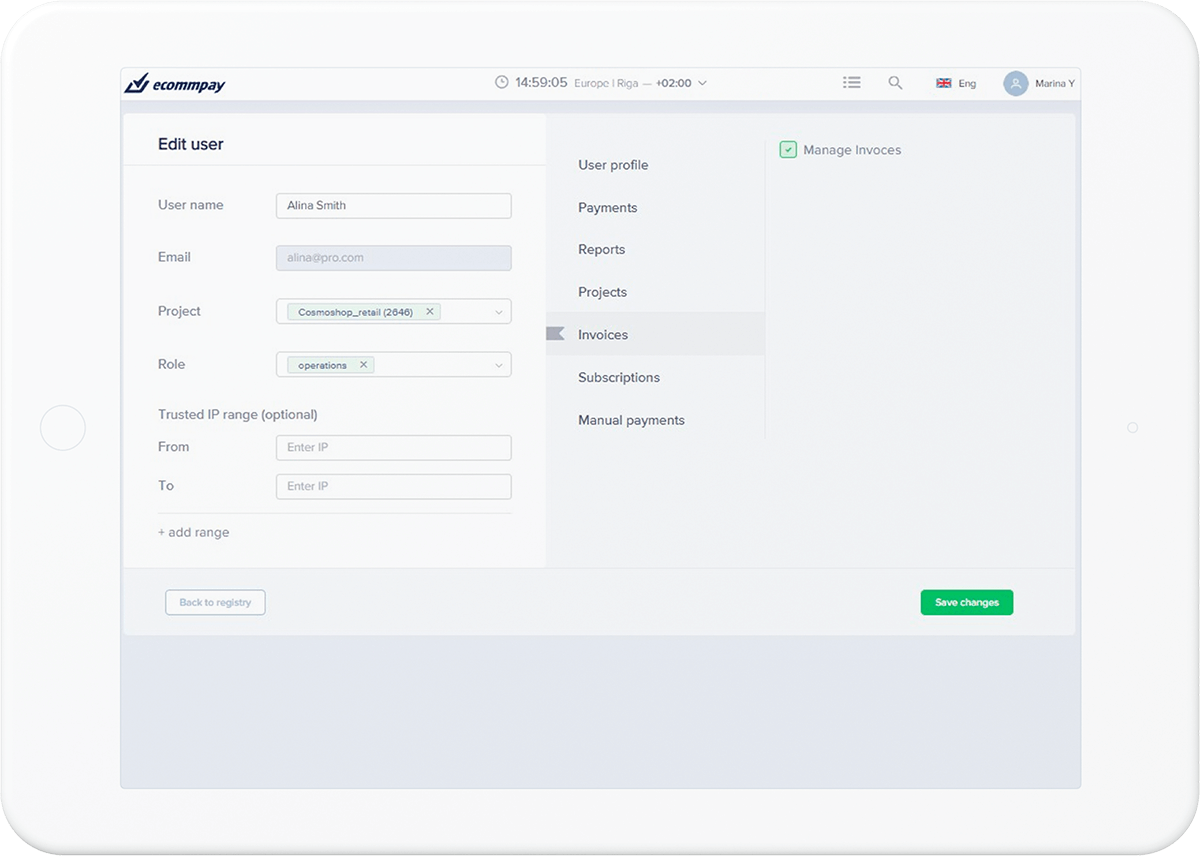 ecommpay
14:59:05 Europe | Riga — +02:00
Eng
Marina Y
Edit user
User name
Alina Smith
Email
alina@pro.com
Project
Cosmoshop_retail (2646)
Role
operations
Trusted IP range (optional)
From
Enter IP
To
Enter IP
+ add range
User profile
Payments
Reports
Projects
Invoices
Subscriptions
Manual payments
Manage Invoces
Back to registry
Save changes